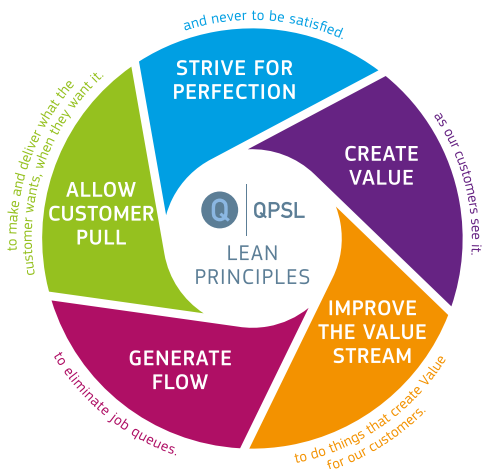 and never to be satisfied.
STRIVE FOR
PERFECTION
CREATE
VALUE
as our customers see it.
IMPROVE
THE VALUE
STREAM
to do things that create Value
for our customers.
GENERATE
FLOW
to eliminate job queues.
ALLOW
CUSTOMER
PULL
to make and deliver what the
customer wants, when they want it.
Q QPSL
LEAN
PRINCIPLES